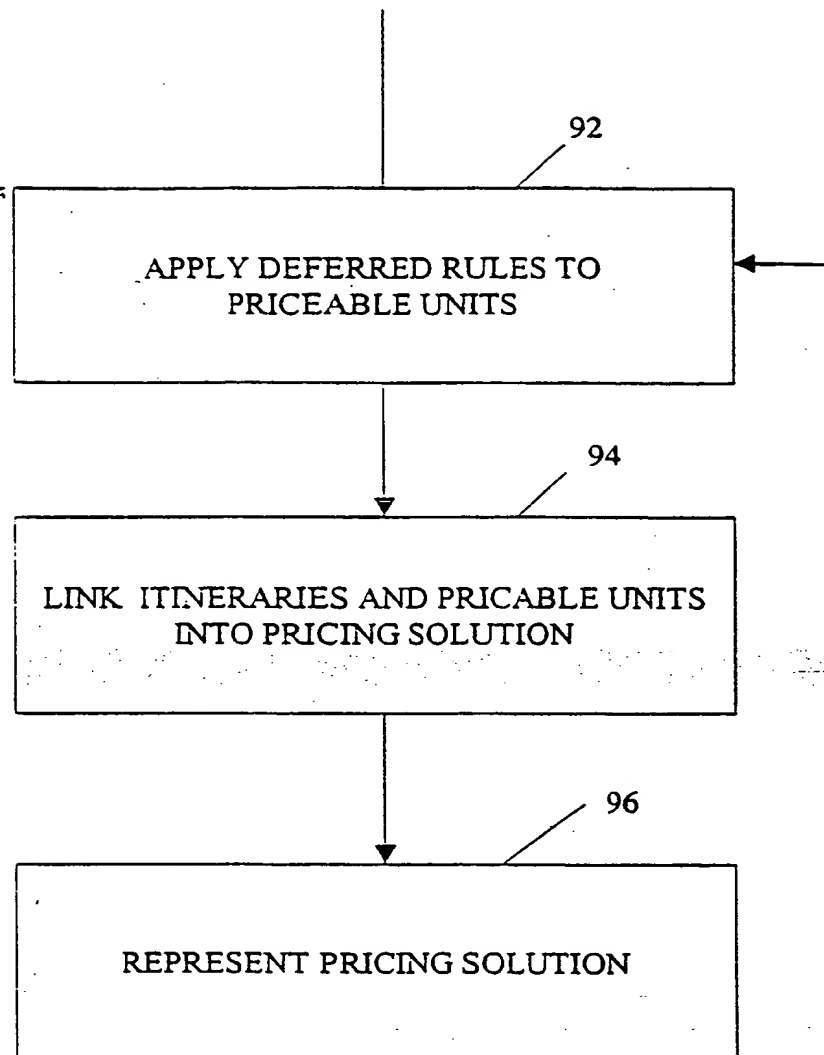 92
APPLY DEFERRED RULES TO
PRICEABLE UNITS
94
LINK ITINERARIES AND PRICABLE UNITS
INTO PRICING SOLUTION
96
REPRESENT PRICING SOLUTION